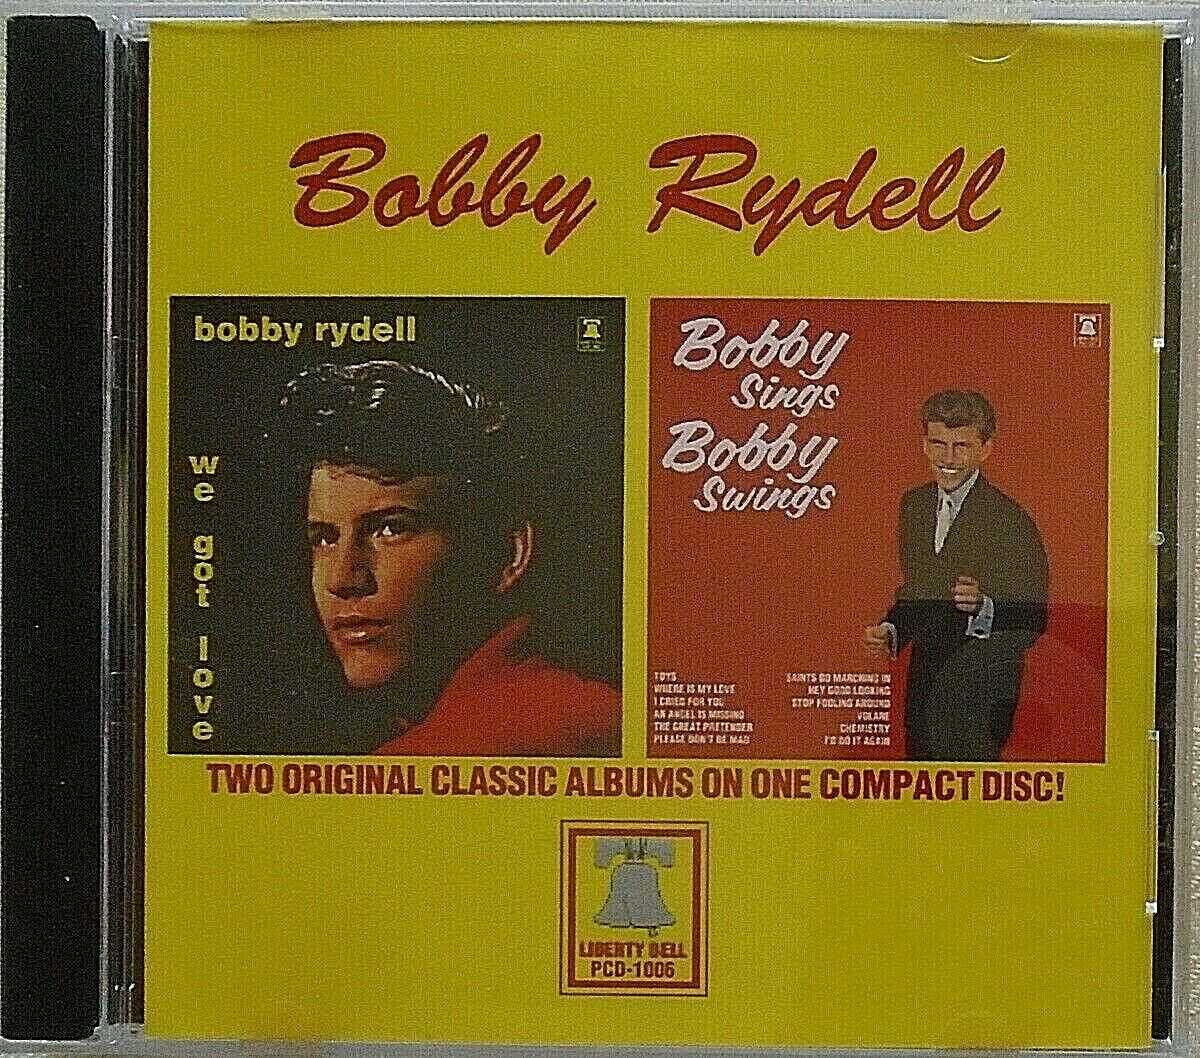 Bobby Rydell
bobby rydell
we
got
love
Bobby
Sings
Bobby
Swings
TOYS
WHERE IS MY LOVE
I CRIED FOR YOU
AN ANGEL IS MISSING
THE GREAT PRETENDER
PLEASE DON'T BE MAD
SAINTS GO MARCHING IN
HEY GOOD LOOKING
STOP FOOLING AROUND
VOLARE
CHEMISTRY
I'D DO IT AGAIN
TWO ORIGINAL CLASSIC ALBUMS ON ONE COMPACT DISC!
LIBERTY BELL
PCD-1006